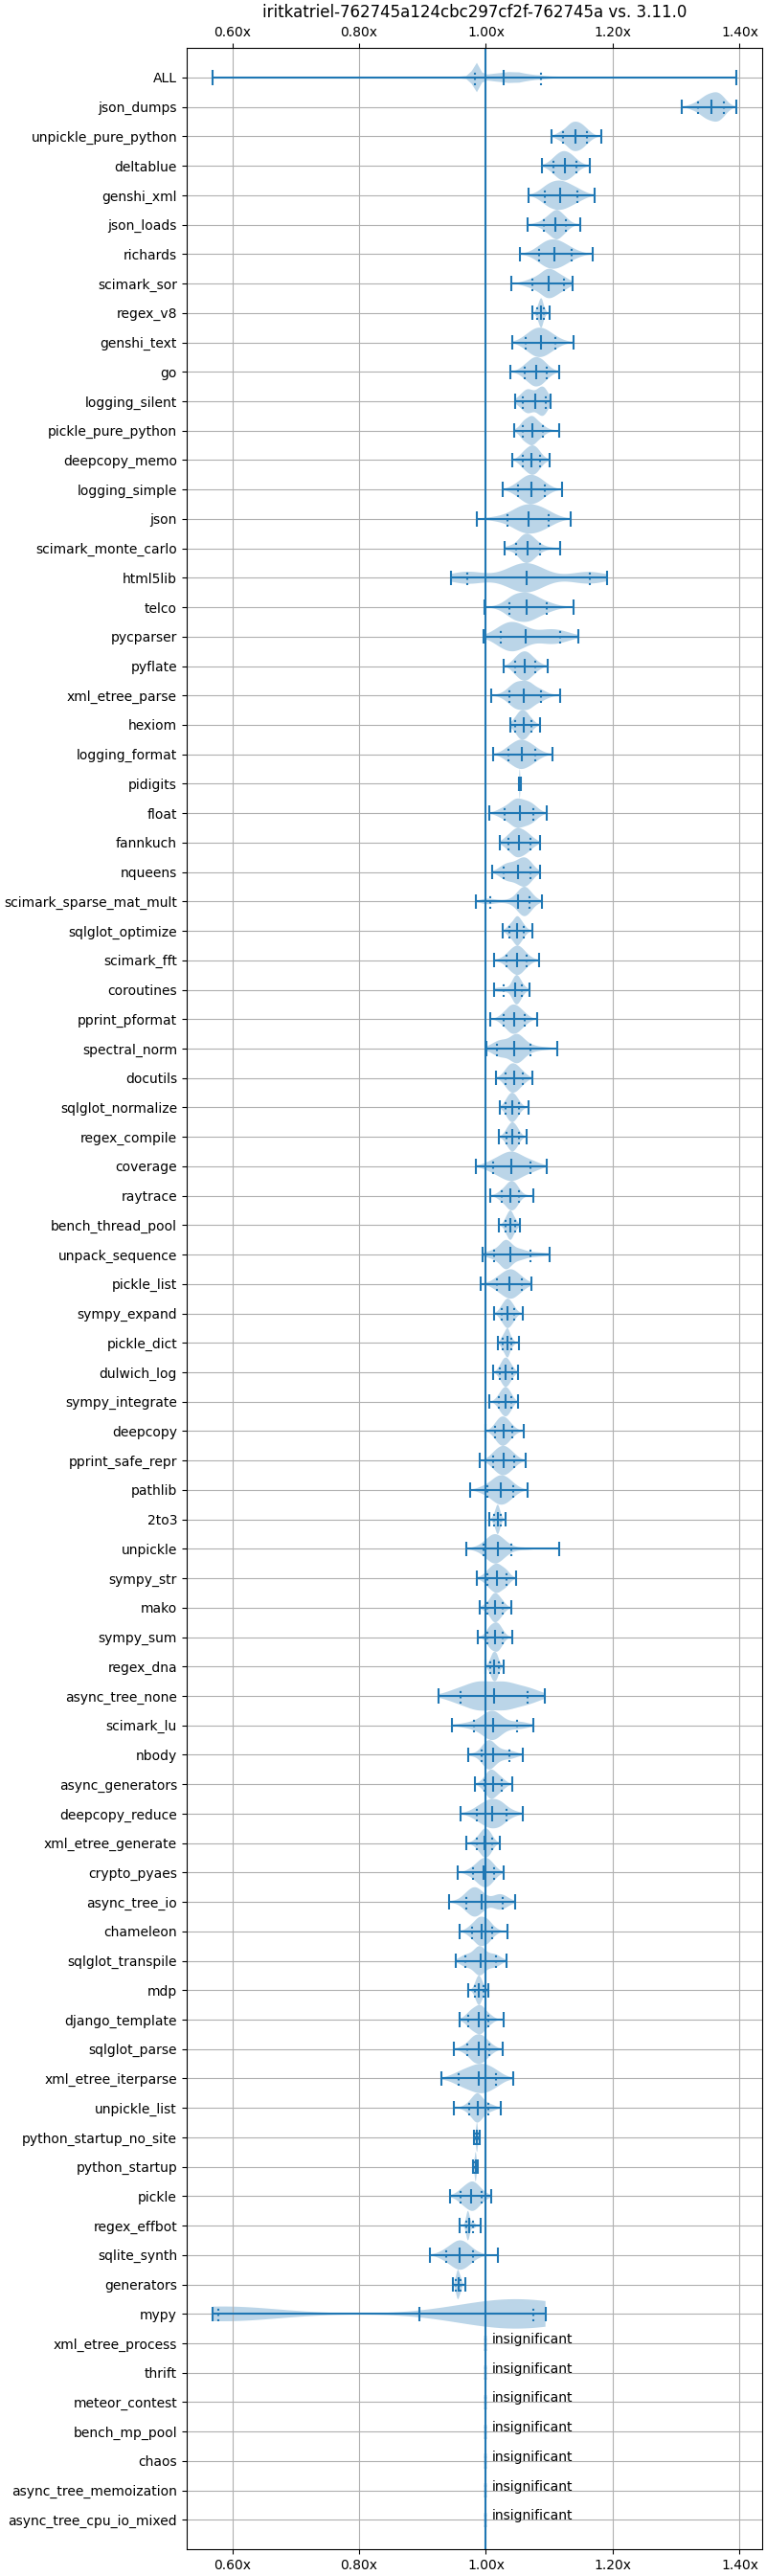 iritkatriel-762745a124cbc297cf2f-762745a vs. 3.11.0
0.60x 0.80x 1.00x 1.20x 1.40x
ALL
json_dumps
unpickle_pure_python
deltablue
genshi_xml
json_loads
richards
scimark_sor
regex_v8
genshi_text
go
logging_silent
pickle_pure_python
deepcopy_memo
logging_simple
json
scimark_monte_carlo
html5lib
telco
pycparser
pyflate
xml_etree_parse
hexiom
logging_format
pidigits
float
fannkuch
nqueens
scimark_sparse_mat_mult
sqlglot_optimize
scimark_fft
coroutines
pprint_pformat
spectral_norm
docutils
sqlglot_normalize
regex_compile
coverage
raytrace
bench_thread_pool
unpack_sequence
pickle_list
sympy_expand
pickle_dict
dulwich_log
sympy_integrate
deepcopy
pprint_safe_repr
pathlib
2to3
unpickle
sympy_str
mako
sympy_sum
regex_dna
async_tree_none
scimark_lu
nbody
async_generators
deepcopy_reduce
xml_etree_generate
crypto_pyaes
async_tree_io
chameleon
sqlglot_transpile
mdp
django_template
sqlglot_parse
xml_etree_iterparse
unpickle_list
python_startup_no_site
python_startup
pickle
regex_effbot
sqlite_synth
generators
mypy
xml_etree_process insignificant
thrift insignificant
meteor_contest insignificant
bench_mp_pool insignificant
chaos insignificant
async_tree_memoization insignificant
async_tree_cpu_io_mixed insignificant
0.60x 0.80x 1.00x 1.20x 1.40x